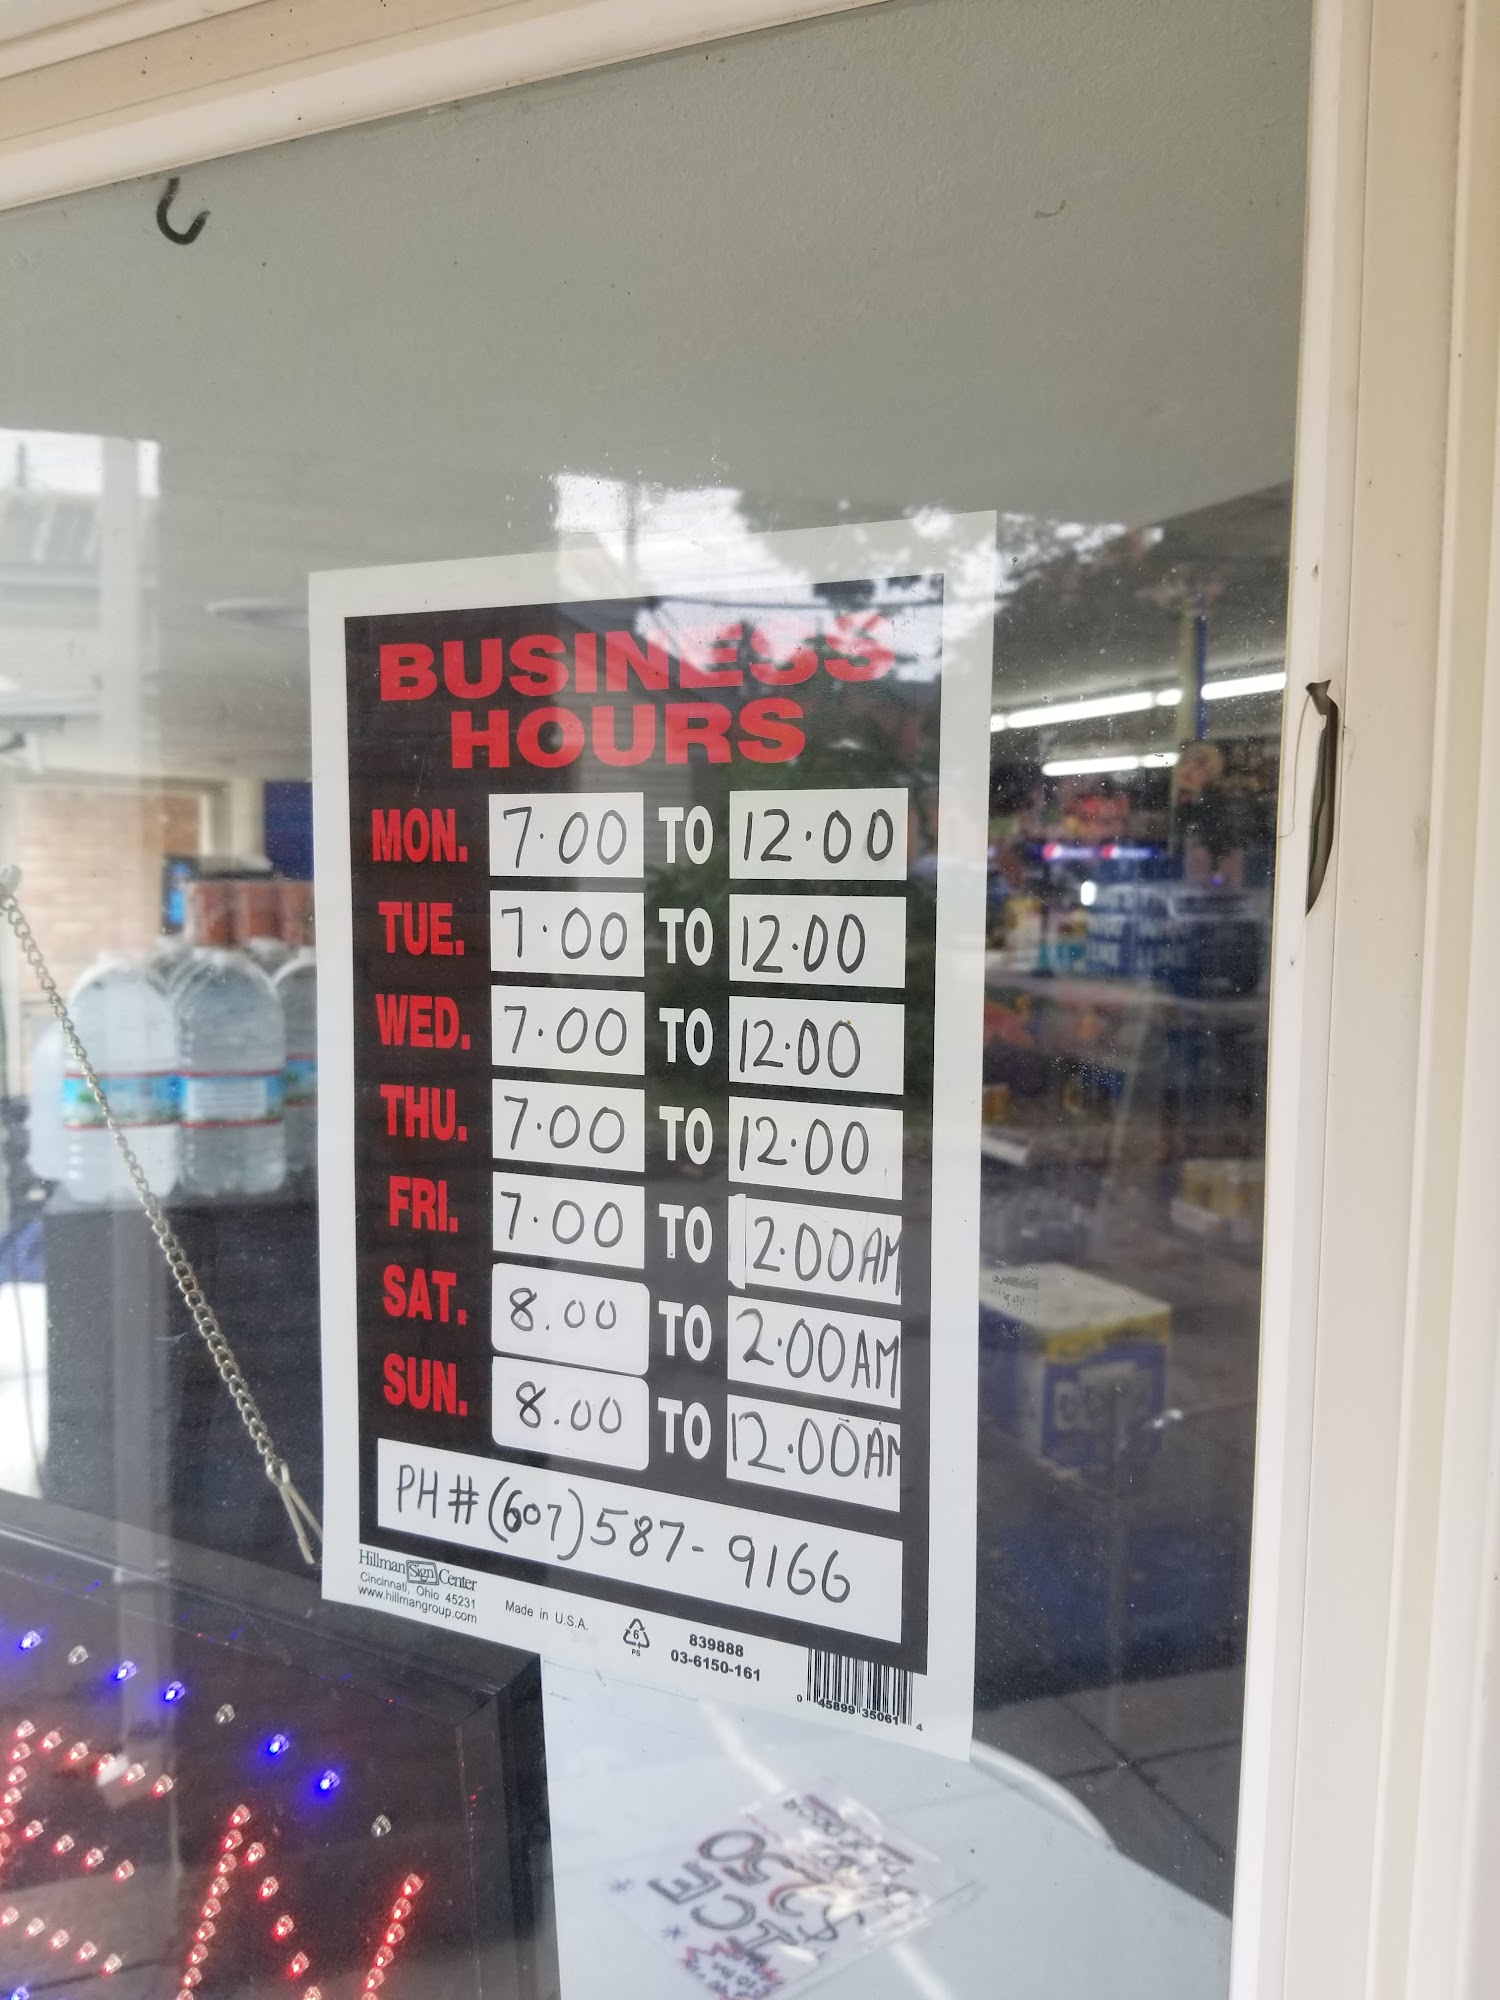 BUSINESS
HOURS
MON. 7.00 TO 12.00
TUE. 7.00 TO 12.00
WED. 7.00 TO 12.00
THU. 7.00 TO 12.00
FRI. 7.00 TO 2.00AM
SAT. 8.00 TO 2.00AM
SUN. 8.00 TO 12.00AM
PH # (607) 587-9166
Hillman Sign Center
Cincinnati, Ohio 45231
www.hillmangroup.com
Made in U.S.A.
6
PS
839888
03-6150-161
0 45899 35061 4
ICE